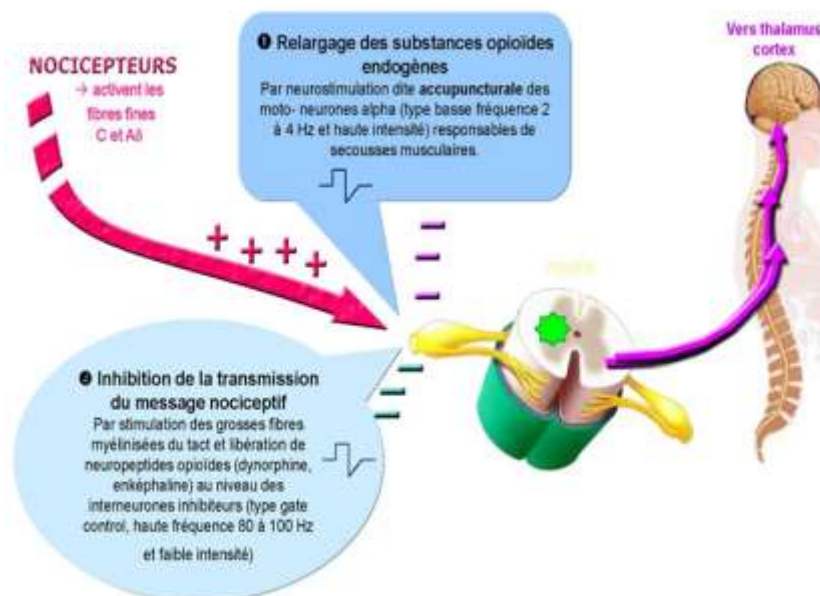 NOCICEPTEURS
→ activent les
fibres fines
C et Aδ
❶ Relargage des substances opioïdes
endogènes
Par neurostimulation dite accupuncturale des
moto- neurones alpha (type basse fréquence 2
à 4 Hz et haute intensité) responsables de
secousses musculaires.
Vers thalamus
cortex
+ + + +
❷ Inhibition de la transmission
du message nociceptif
Par stimulation des grosses fibres
myélinisées du tact et libération de
neuropeptides opioïdes (dynorphine,
enképhaline) au niveau des
interneurones inhibiteurs (type gate
control, haute fréquence 80 à 100 Hz
et faible intensité)